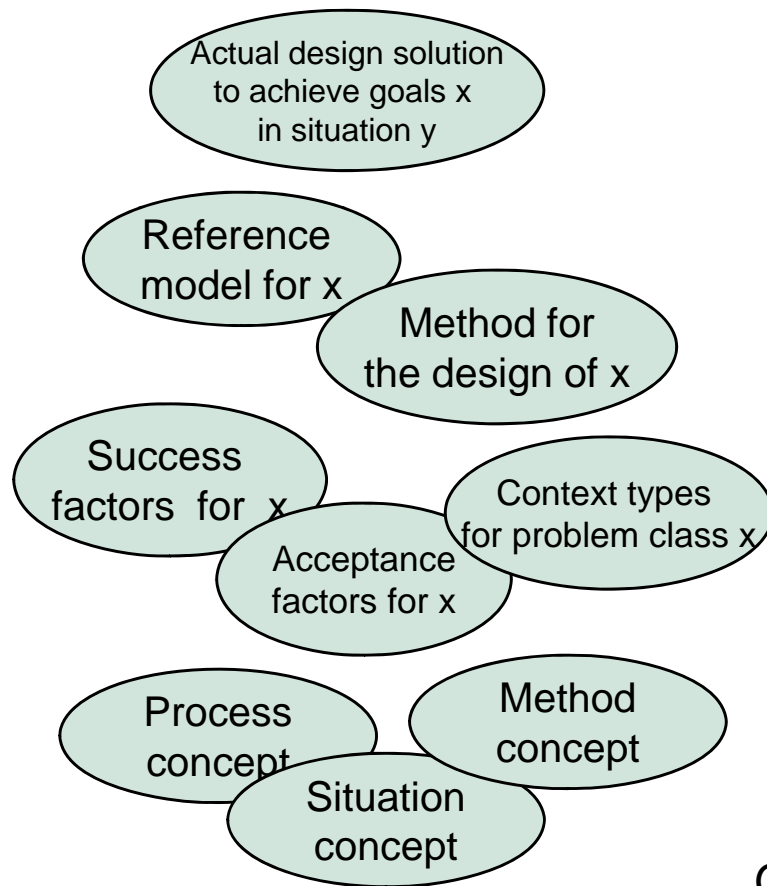 Actual design solution
to achieve goals x
in situation y
Reference
model for x
Method for
the design of x
Success
factors for x
Context types
for problem class x
Acceptance
factors for x
Process
concept
Method
concept
Situation
concept